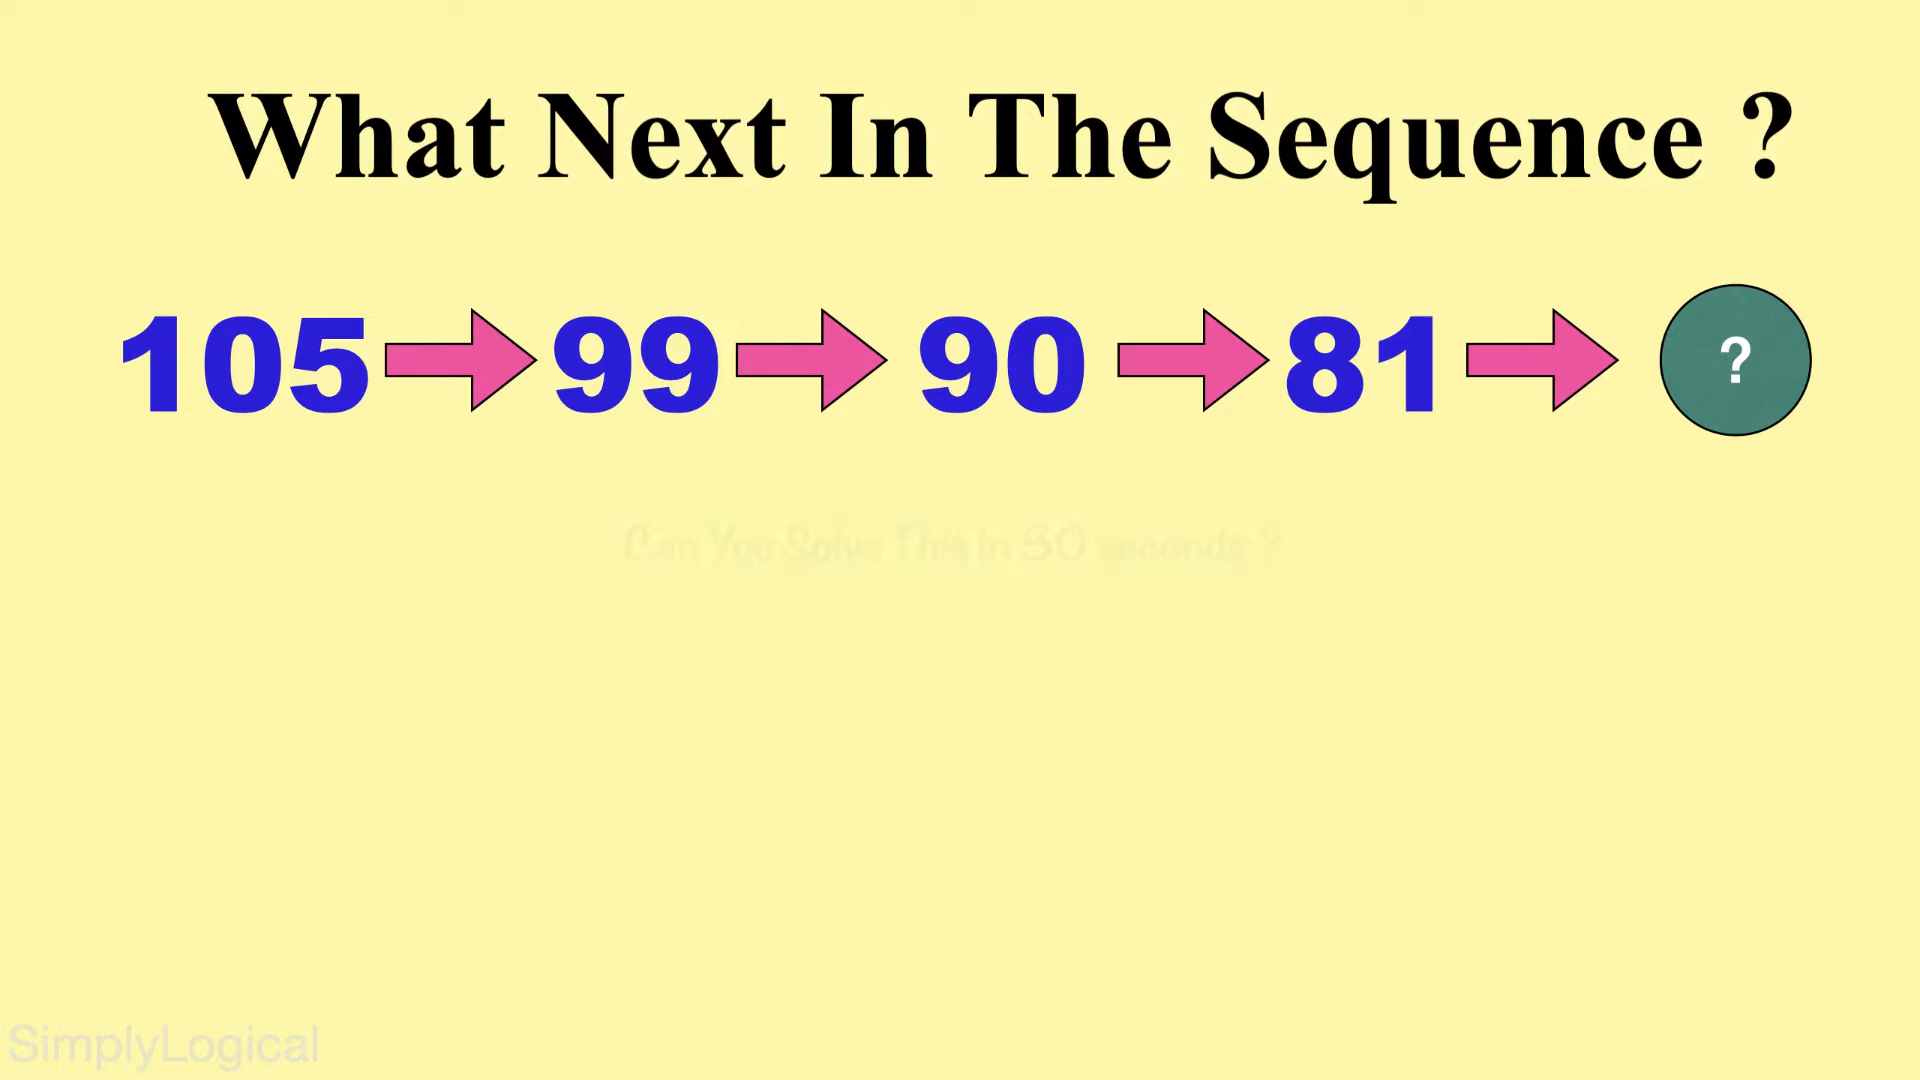 What Next In The Sequence ?
105 99 90 81 ?
Can You Solve This in 30 seconds ?
SimplyLogical